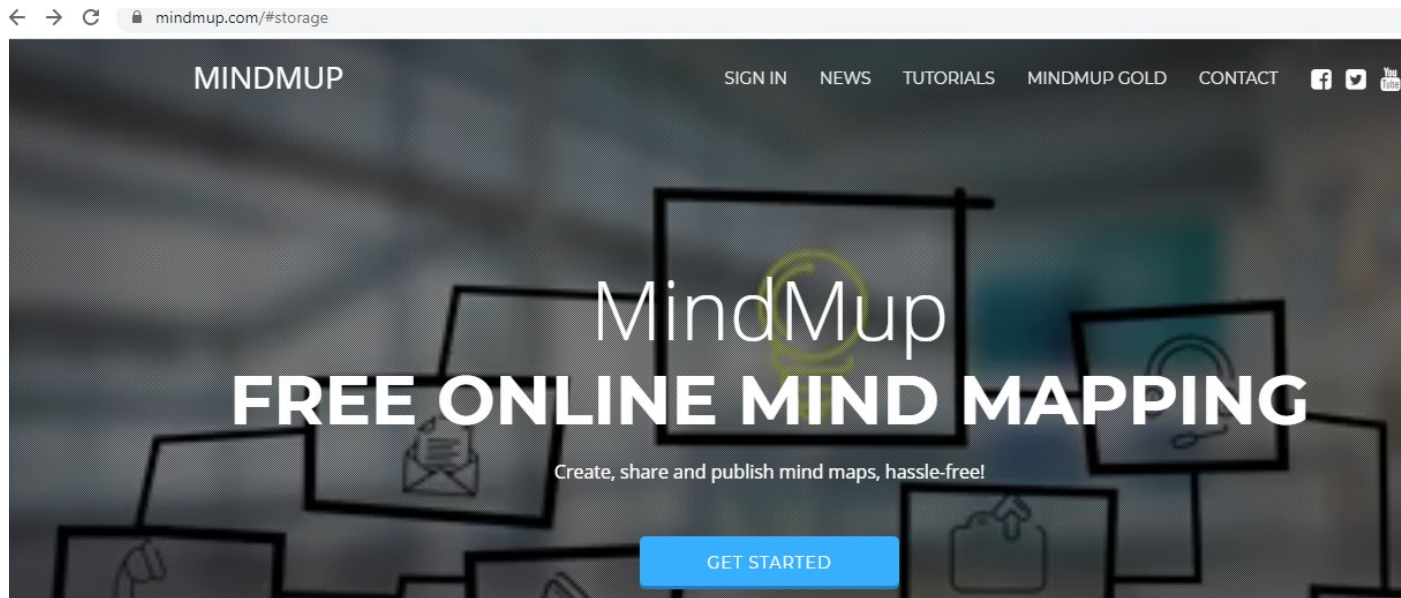 mindmup.com/#storage
MINDMUP SIGN IN NEWS TUTORIALS MINDMUP GOLD CONTACT You Tube
MindMup
FREE ONLINE MIND MAPPING
Create, share and publish mind maps, hassle-free!
GET STARTED